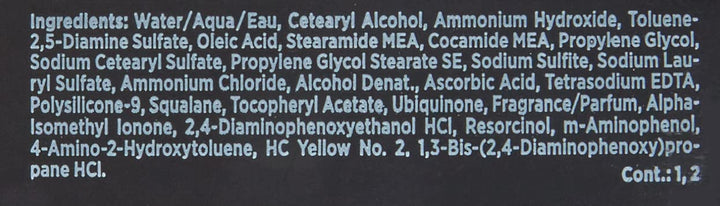 Ingredients: Water/Aqua/Eau, Cetearyl Alcohol, Ammonium Hydroxide, Toluene-
2,5-Diamine Sulfate, Oleic Acid, Stearamide MEA, Cocamide MEA, Propylene Glycol,
Sodium Cetearyl Sulfate, Propylene Glycol Stearate SE, Sodium Sulfite, Sodium Lau-
ryl Sulfate, Ammonium Chloride, Alcohol Denat., Ascorbic Acid, Tetrasodium EDTA,
Polysilicone-9, Squalane, Tocopheryl Acetate, Ubiquinone, Fragrance/Parfum, Alpha-
Isomethyl Ionone, 2,4-Diaminophenoxyethanol HCl, Resorcinol, m-Aminophenol,
4-Amino-2-Hydroxytoluene, HC Yellow No. 2, 1,3-Bis-(2,4-Diaminophenoxy)pro-
pane HCl.
Cont.: 1, 2